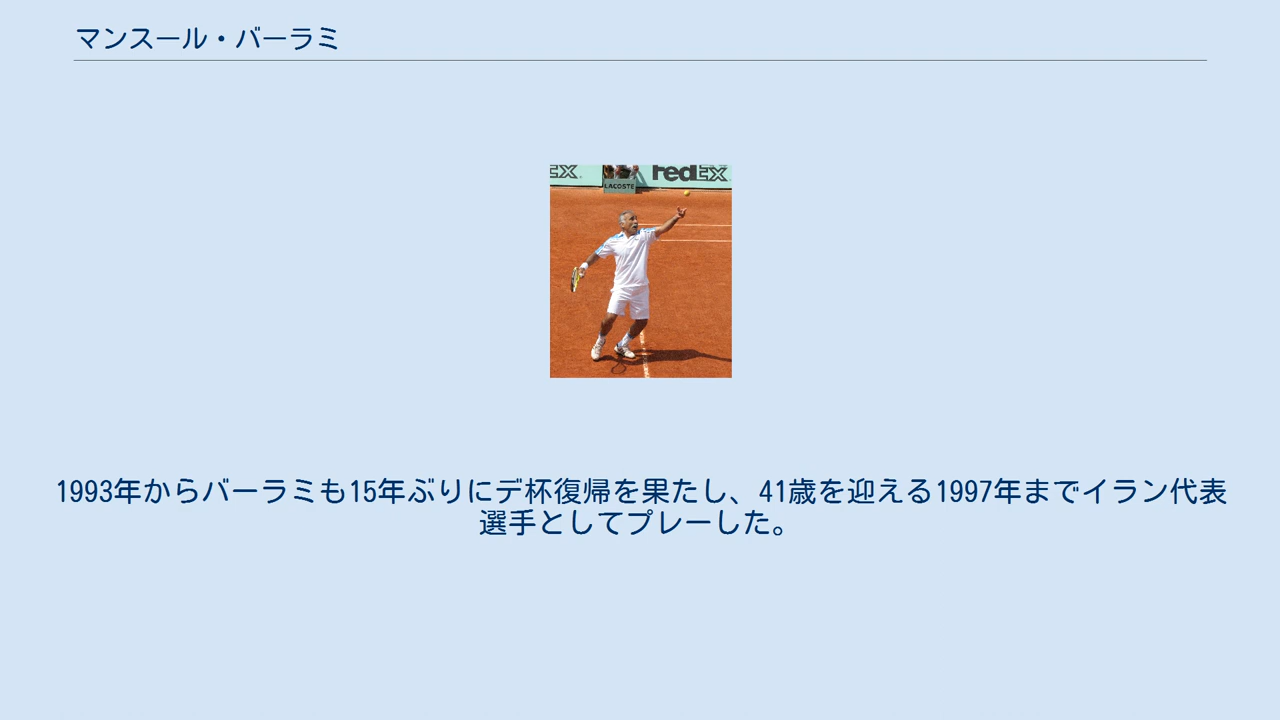 マンスール・バーラミ
EX
FedEX
LACOSTE
1993年からバーラミも15年ぶりにデ杯復帰を果たし、41歳を迎える1997年までイラン代表
選手としてプレーした。